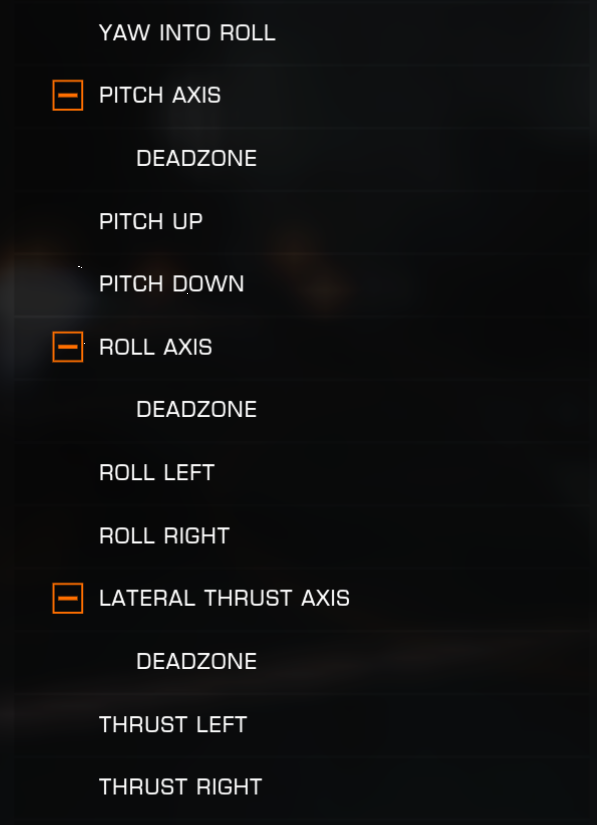 YAW INTO ROLL
PITCH AXIS
DEADZONE
PITCH UP
PITCH DOWN
ROLL AXIS
DEADZONE
ROLL LEFT
ROLL RIGHT
LATERAL THRUST AXIS
DEADZONE
THRUST LEFT
THRUST RIGHT